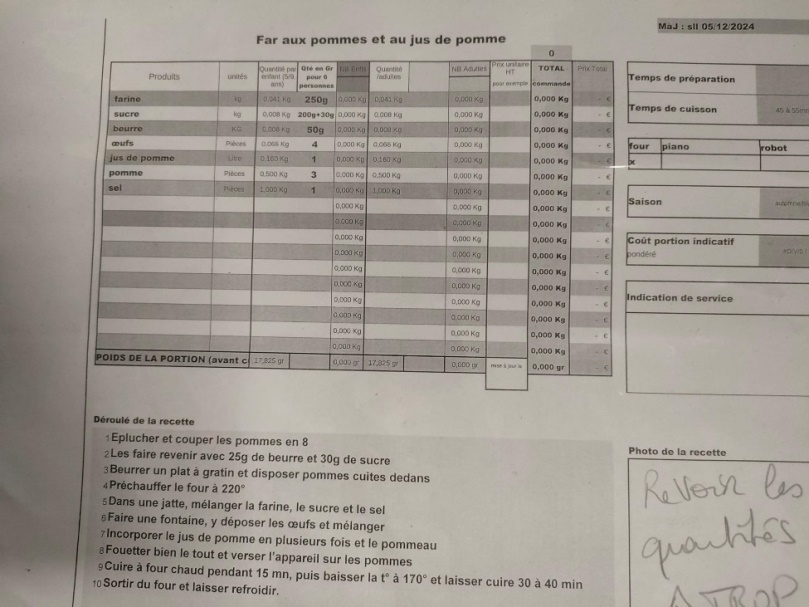 MaJ : sll 05/12/2024
Far aux pommes et au jus de pomme
0
Produits unités Quantité par enfant (5/9 ans) Qté en Gr pour 6 personnes NB Enfts Quantité /adultes NB Adultes Prix unitaire HT pour exemple TOTAL commande Prix Total
farine kg 0,041 Kg 250g 0,000 Kg 0,041 Kg 0,000 Kg 0,000 Kg - €
sucre kg 0,008 Kg 200g+30g 0,000 Kg 0,008 Kg 0,000 Kg 0,000 Kg - €
beurre KG 0,008 Kg 50g 0,000 Kg 0,008 Kg 0,000 Kg 0,000 Kg - €
œufs Pièces 0,066 Kg 4 0,000 Kg 0,066 Kg 0,000 Kg 0,000 Kg - €
jus de pomme Litre 0,160 Kg 1 0,000 Kg 0,160 Kg 0,000 Kg 0,000 Kg - €
pomme Pièces 0,500 Kg 3 0,000 Kg 0,500 Kg 0,000 Kg 0,000 Kg - €
sel Pièces 1,000 Kg 1 0,000 Kg 1,000 Kg 0,000 Kg 0,000 Kg - €
0,000 Kg 0,000 Kg 0,000 Kg - €
0,000 Kg 0,000 Kg 0,000 Kg - €
0,000 Kg 0,000 Kg 0,000 Kg - €
0,000 Kg 0,000 Kg 0,000 Kg - €
0,000 Kg 0,000 Kg 0,000 Kg - €
0,000 Kg 0,000 Kg 0,000 Kg - €
0,000 Kg 0,000 Kg 0,000 Kg - €
0,000 Kg 0,000 Kg 0,000 Kg - €
0,000 Kg 0,000 Kg 0,000 Kg - €
0,000 Kg 0,000 Kg 0,000 Kg - €
POIDS DE LA PORTION (avant c 17,825 gr 0,000 gr 17,825 gr 0,000 gr 0,000 gr - €
Temps de préparation
Temps de cuisson
four piano robot
x
Saison
Coût portion indicatif
pondéré
Indication de service
Déroulé de la recette
1 Eplucher et couper les pommes en 8
2 Les faire revenir avec 25g de beurre et 30g de sucre
3 Beurrer un plat à gratin et disposer pommes cuites dedans
4 Préchauffer le four à 220°
5 Dans une jatte, mélanger la farine, le sucre et le sel
6 Faire une fontaine, y déposer les œufs et mélanger
7 Incorporer le jus de pomme en plusieurs fois et le pommeau
8 Fouetter bien le tout et verser l'appareil sur les pommes
9 Cuire à four chaud pendant 15 mn, puis baisser la t° à 170° et laisser cuire 30 à 40 min
10 Sortir du four et laisser refroidir.
Photo de la recette
Revoir les
quantités
TROP